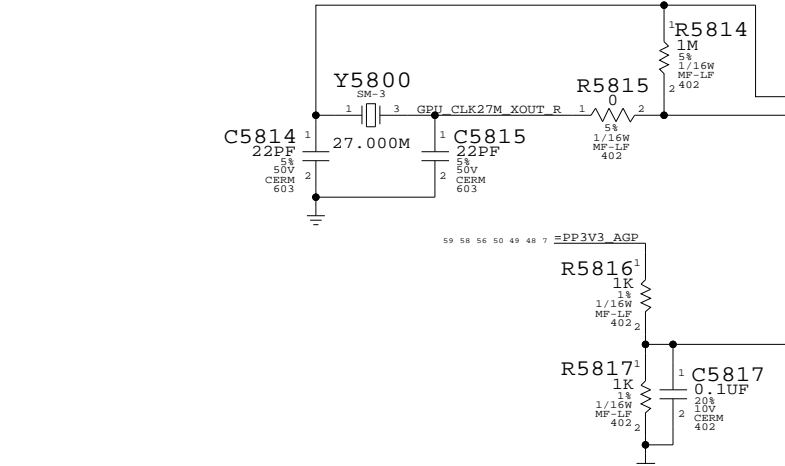 1
R5814
1M
5%
1/16W
MF-LF
402
2
Y5800
SM-3
1
3
GPU_CLK27M_XOUT_R
R5815
0
1
2
5%
1/16W
MF-LF
402
27.000M
C5814
1
22PF
5%
50V
CERM
603
2
C5815
1
22PF
5%
50V
CERM
603
2
59 58 56 50 49 48 7 =PP3V3_AGP
R5816
1
1K
1%
1/16W
MF-LF
402
2
R5817
1
1K
1%
1/16W
MF-LF
402
2
C5817
1
0.1UF
20%
10V
CERM
402
2